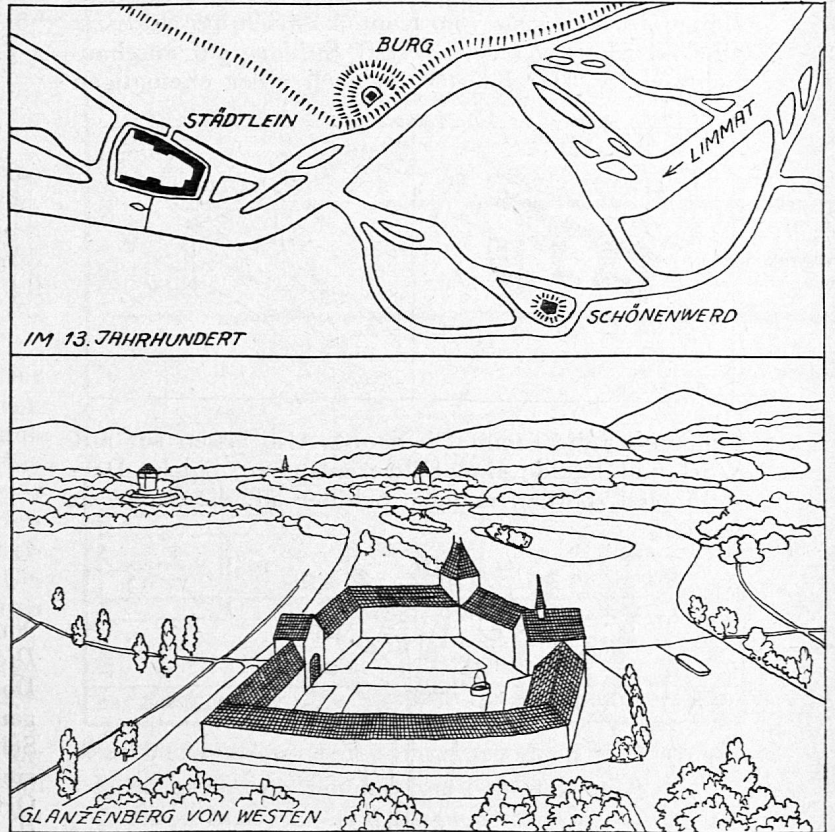 BURG
STÄDTLEIN
LIMMAT
SCHÖNENWERD
IM 13. JAHRHUNDERT
GLANZENBERG VON WESTEN